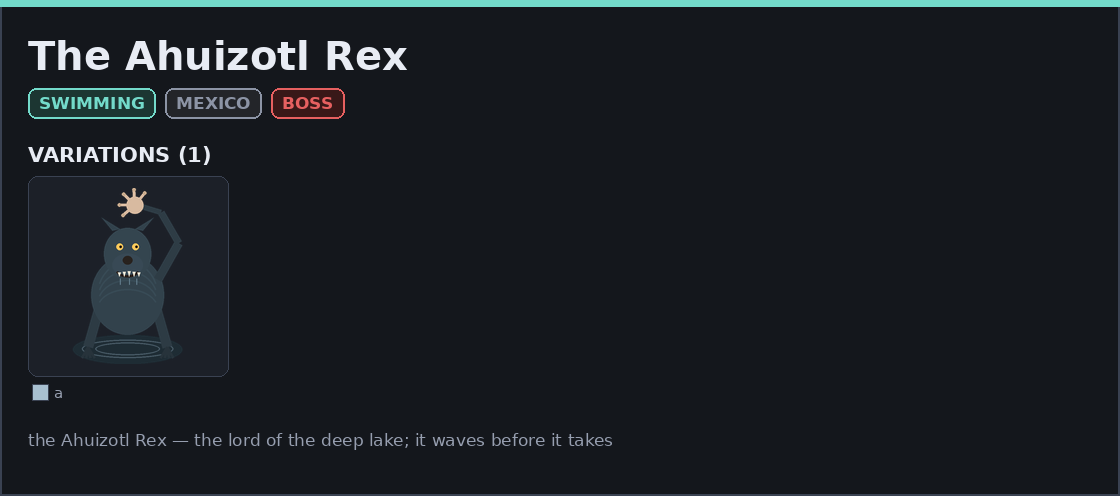 The Ahuizotl Rex
SWIMMING MEXICO BOSS
VARIATIONS (1)
a
the Ahuizotl Rex — the lord of the deep lake; it waves before it takes